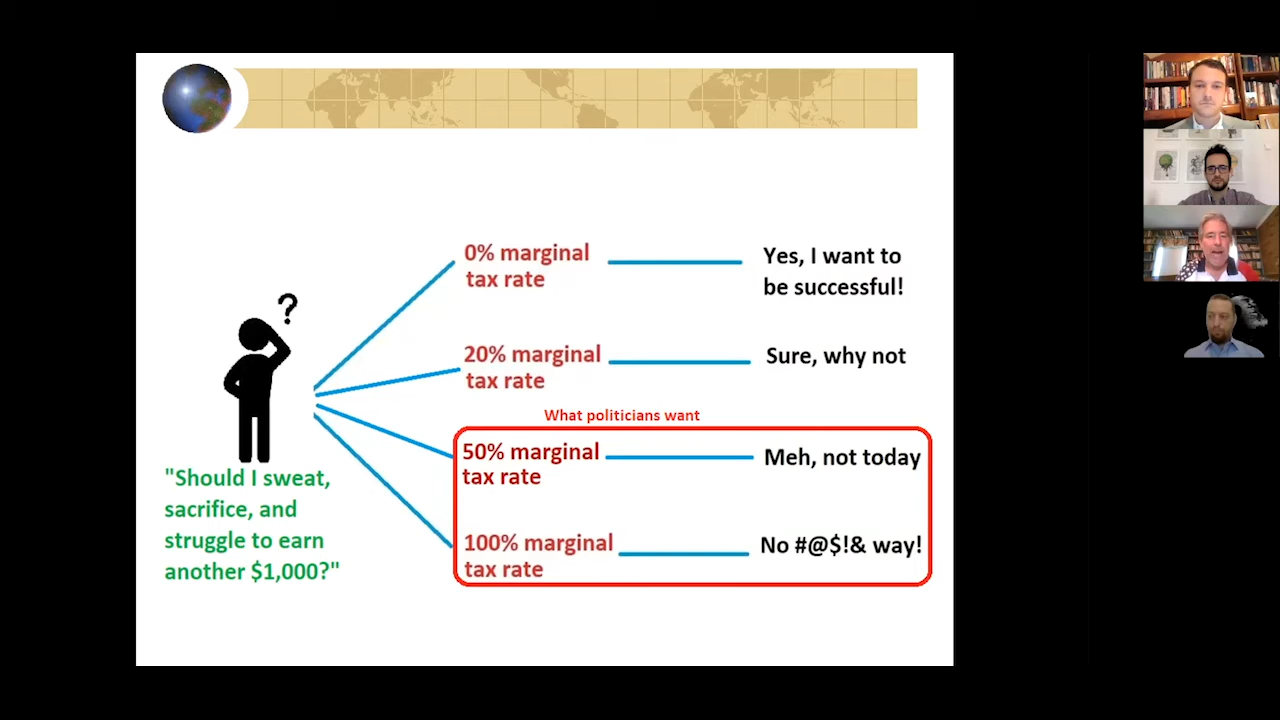 0% marginal
tax rate
Yes, I want to
be successful!
?
20% marginal
tax rate
Sure, why not
What politicians want
50% marginal
tax rate
Meh, not today
"Should I sweat,
sacrifice, and
struggle to earn
another $1,000?"
100% marginal
tax rate
No #@$!& way!